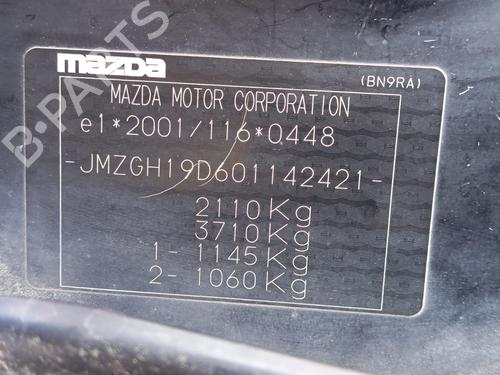 B-PARTS
mazda
(BN9RA)
MAZDA MOTOR CORPORATION
e1*2001/116*0448
-JMZGH19D601142421-
2110Kg
3710Kg
1- 1145Kg
2- 1060Kg